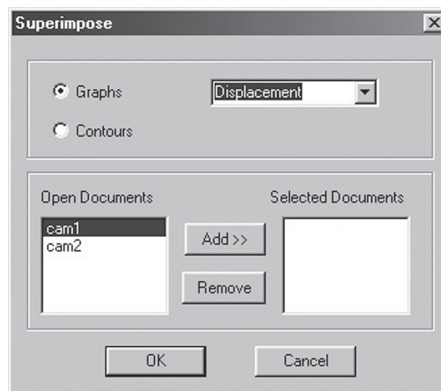 Superimpose
Graphs
Displacement
Contours
Open Documents
Selected Documents
cam1
cam2
Add >>
Remove
OK
Cancel